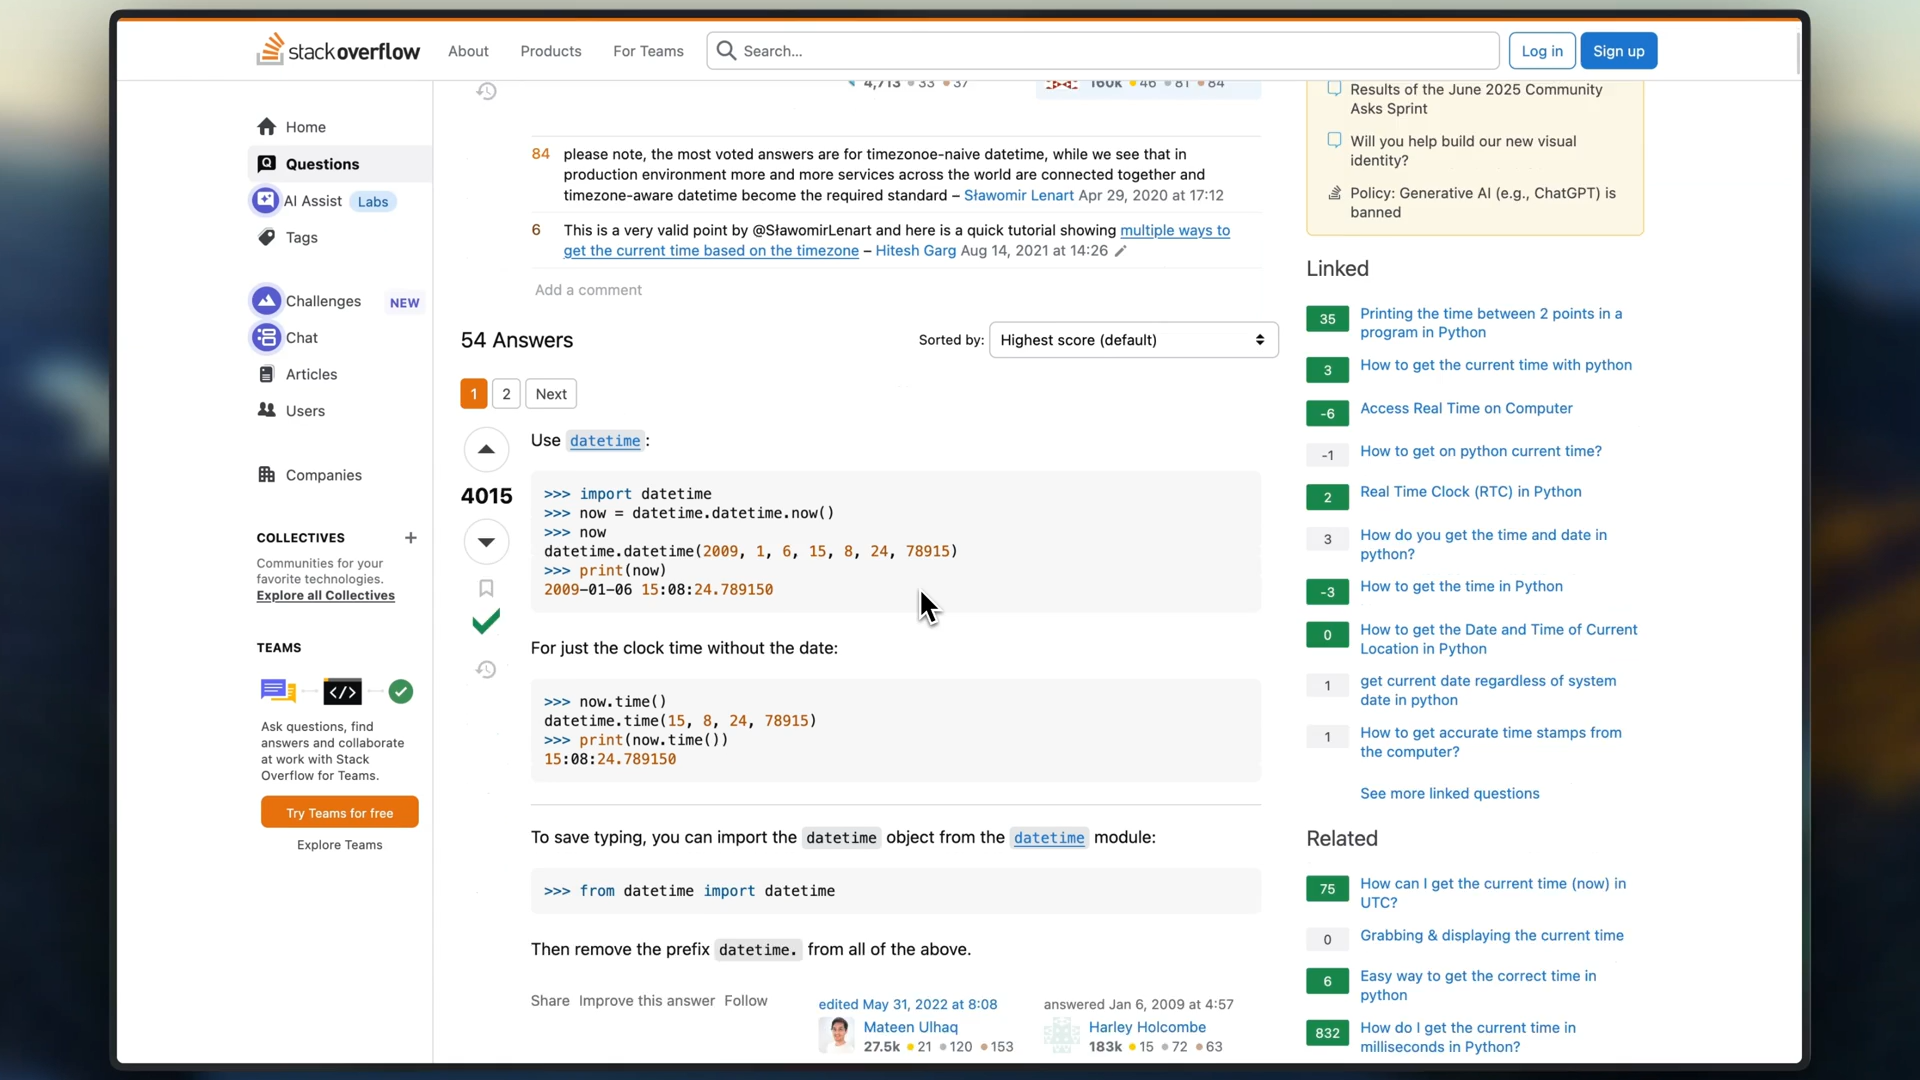 stackoverflow
About
Products
For Teams
Search...
Log in
Sign up
Home
Questions
AI Assist Labs
Tags
Challenges NEW
Chat
Articles
Users
Companies
COLLECTIVES
Communities for your
favorite technologies.
Explore all Collectives
TEAMS
Ask questions, find
answers and collaborate
at work with Stack
Overflow for Teams.
Try Teams for free
Explore Teams
4,713 33 37
160k 46 81 84
84 please note, the most voted answers are for timezonoe-naive datetime, while we see that in
production environment more and more services across the world are connected together and
timezone-aware datetime become the required standard – Sławomir Lenart Apr 29, 2020 at 17:12
6 This is a very valid point by @SławomirLenart and here is a quick tutorial showing multiple ways to
get the current time based on the timezone – Hitesh Garg Aug 14, 2021 at 14:26
Add a comment
54 Answers
Sorted by: Highest score (default)
1 2 Next
4015
Use datetime:
>>> import datetime
>>> now = datetime.datetime.now()
>>> now
datetime.datetime(2009, 1, 6, 15, 8, 24, 78915)
>>> print(now)
2009-01-06 15:08:24.789150
For just the clock time without the date:
>>> now.time()
datetime.time(15, 8, 24, 78915)
>>> print(now.time())
15:08:24.789150
To save typing, you can import the datetime object from the datetime module:
>>> from datetime import datetime
Then remove the prefix datetime. from all of the above.
Share Improve this answer Follow
edited May 31, 2022 at 8:08
Mateen Ulhaq
27.5k 21 120 153
answered Jan 6, 2009 at 4:57
Harley Holcombe
183k 15 72 63
Results of the June 2025 Community
Asks Sprint
Will you help build our new visual
identity?
Policy: Generative AI (e.g., ChatGPT) is
banned
Linked
35 Printing the time between 2 points in a
program in Python
3 How to get the current time with python
-6 Access Real Time on Computer
-1 How to get on python current time?
2 Real Time Clock (RTC) in Python
3 How do you get the time and date in
python?
-3 How to get the time in Python
0 How to get the Date and Time of Current
Location in Python
1 get current date regardless of system
date in python
1 How to get accurate time stamps from
the computer?
See more linked questions
Related
75 How can I get the current time (now) in
UTC?
0 Grabbing & displaying the current time
6 Easy way to get the correct time in
python
832 How do I get the current time in
milliseconds in Python?